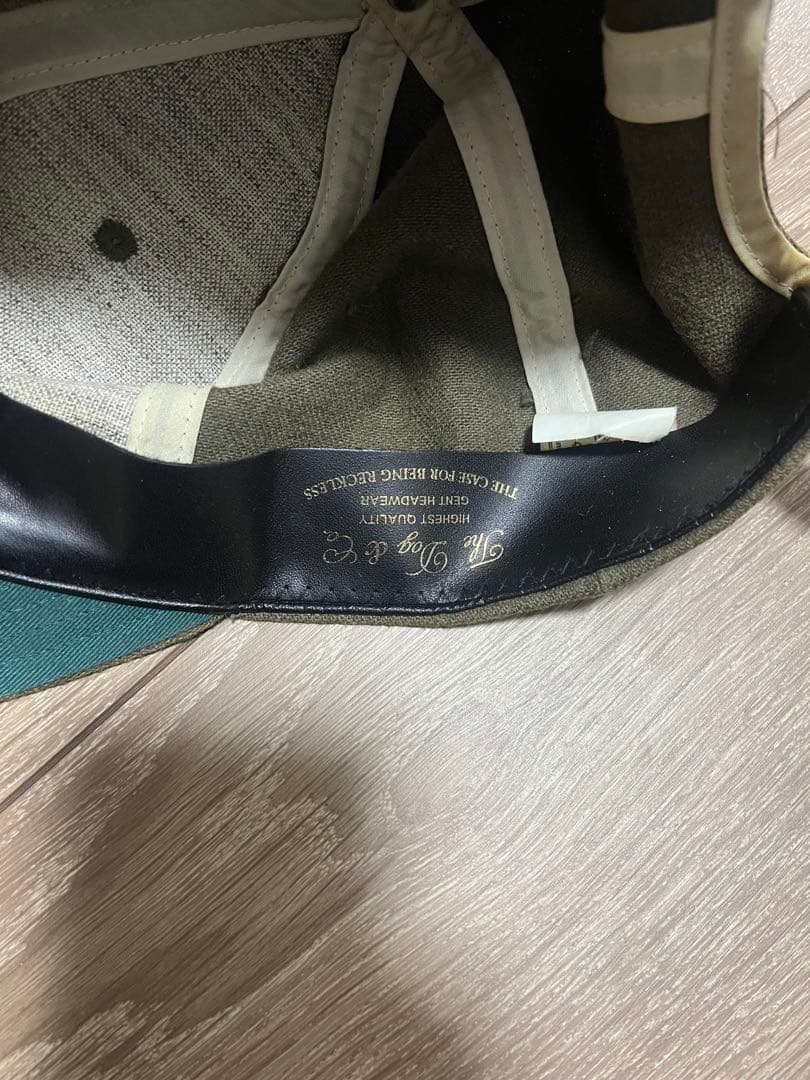 The Dog & Co.
HIGHEST QUALITY
GENT HEADWEAR
THE CASE FOR BEING RECKLESS